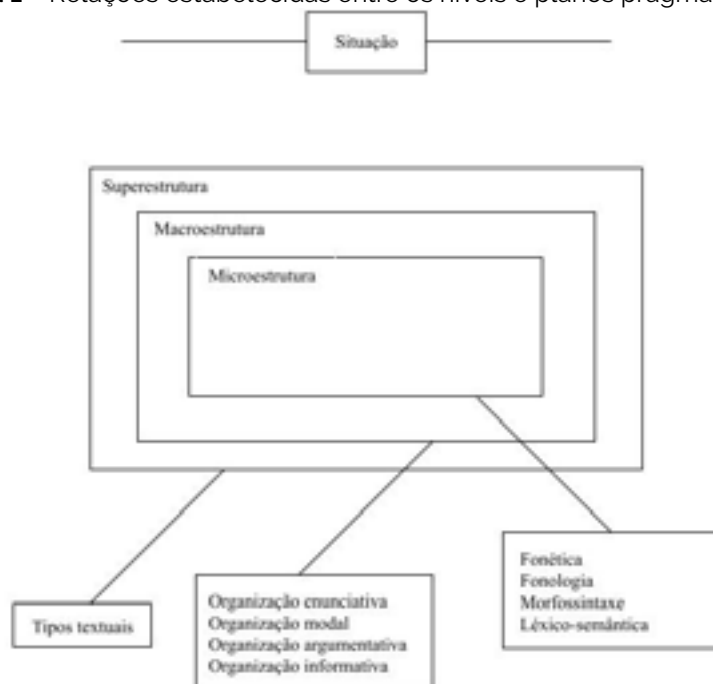 Relações estabelecidas entre os níveis e planos pragmá
Situação
Superestrutura
Macroestrutura
Microestrutura
Fonética
Fonologia
Morfossintaxe
Léxico-semântica
Tipos textuais
Organização enunciativa
Organização modal
Organização argumentativa
Organização informativa